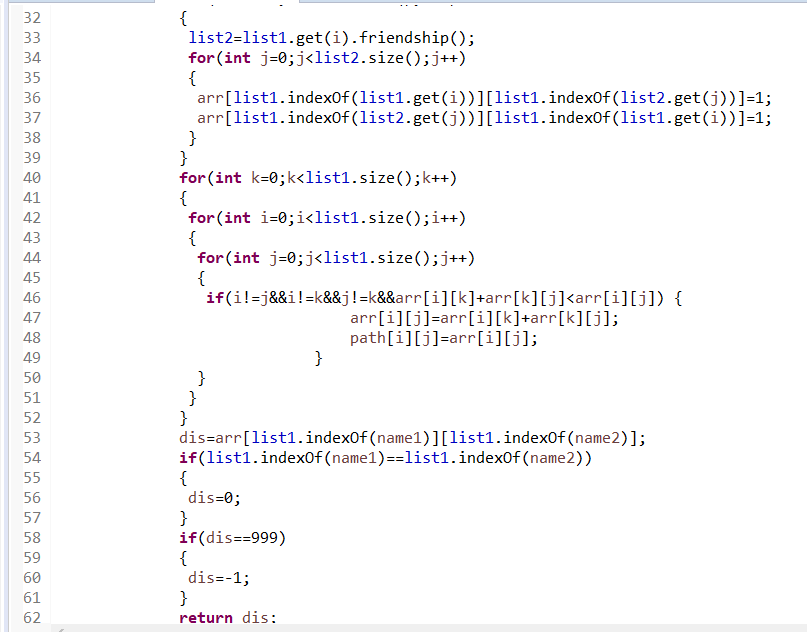 32 {
33 list2=list1.get(i).friendship();
34 for(int j=0;j<list2.size();j++)
35 {
36 arr[list1.indexOf(list1.get(i))][list1.indexOf(list2.get(j))]=1;
37 arr[list1.indexOf(list2.get(j))][list1.indexOf(list1.get(i))]=1;
38 }
39 }
40 for(int k=0;k<list1.size();k++)
41 {
42 for(int i=0;i<list1.size();i++)
43 {
44 for(int j=0;j<list1.size();j++)
45 {
46 if(i!=j&&i!=k&&j!=k&&arr[i][k]+arr[k][j]<arr[i][j]) {
47 arr[i][j]=arr[i][k]+arr[k][j];
48 path[i][j]=arr[i][j];
49 }
50 }
51 }
52 }
53 dis=arr[list1.indexOf(name1)][list1.indexOf(name2)];
54 if(list1.indexOf(name1)==list1.indexOf(name2))
55 {
56 dis=0;
57 }
58 if(dis==999)
59 {
60 dis=-1;
61 }
62 return dis;